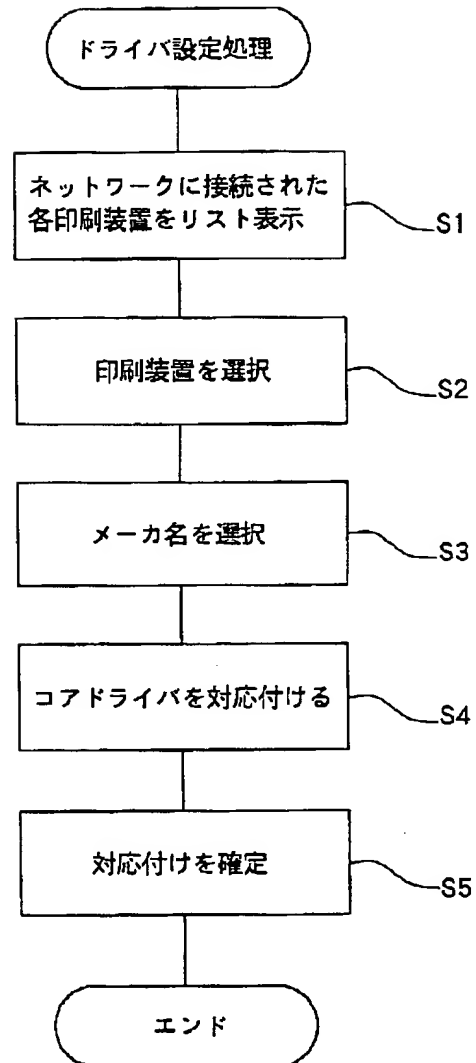 ドライバ設定処理
ネットワークに接続された
各印刷装置をリスト表示
S1
印刷装置を選択
S2
メーカ名を選択
S3
コアドライバを対応付ける
S4
対応付けを確定
S5
エンド